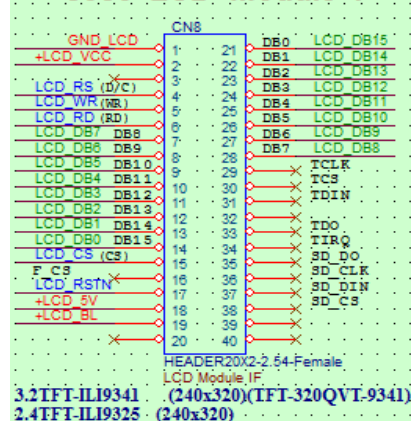 CN8
GND_LCD 1 21 DB0 LCD_DB15
+LCD_VCC 2 22 DB1 LCD_DB14
3 23 DB2 LCD_DB13
LCD_RS (D/C) 4 24 DB3 LCD_DB12
LCD_WR (WR) 5 25 DB4 LCD_DB11
LCD_RD (RD) 6 26 DB5 LCD_DB10
LCD_DB7 DB8 7 27 DB6 LCD_DB9
LCD_DB6 DB9 8 28 DB7 LCD_DB8
LCD_DB5 DB10 9 29 TCLK
LCD_DB4 DB11 10 30 TCS
LCD_DB3 DB12 11 31 TDIN
LCD_DB2 DB13 12 32
LCD_DB1 DB14 13 33 TDO
LCD_DB0 DB15 14 34 TIRQ
LCD_CS (CS) 15 35 SD_DO
F_CS 16 36 SD_CLK
LCD_RSTN 17 37 SD_DIN
+LCD_5V 18 38 SD_CS
+LCD_BL 19 39
20 40
HEADER20X2-2.54-Female
LCD Module_IF
3.2TFT-ILI9341 (240x320)(TFT-320QVT-9341)
2.4TFT-ILI9325 (240x320)